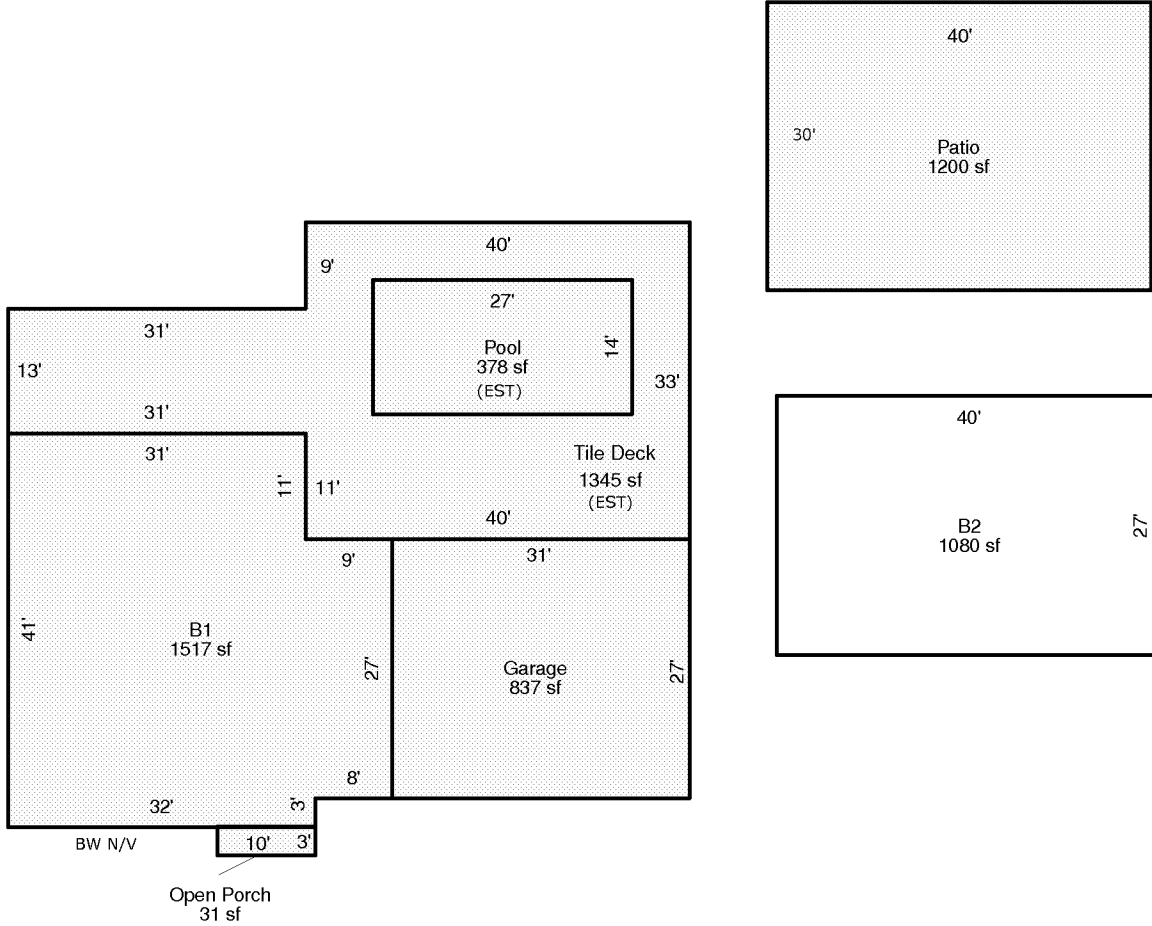 40'
30'
Patio
1200 sf
40'
9'
27'
Pool
378 sf
(EST)
14'
33'
31'
13'
31'
31'
11'
11'
Tile Deck
1345 sf
(EST)
40'
40'
B2
1080 sf
27'
9'
31'
41'
B1
1517 sf
27'
Garage
837 sf
27'
8'
32'
3'
BW N/V
10'
3'
Open Porch
31 sf